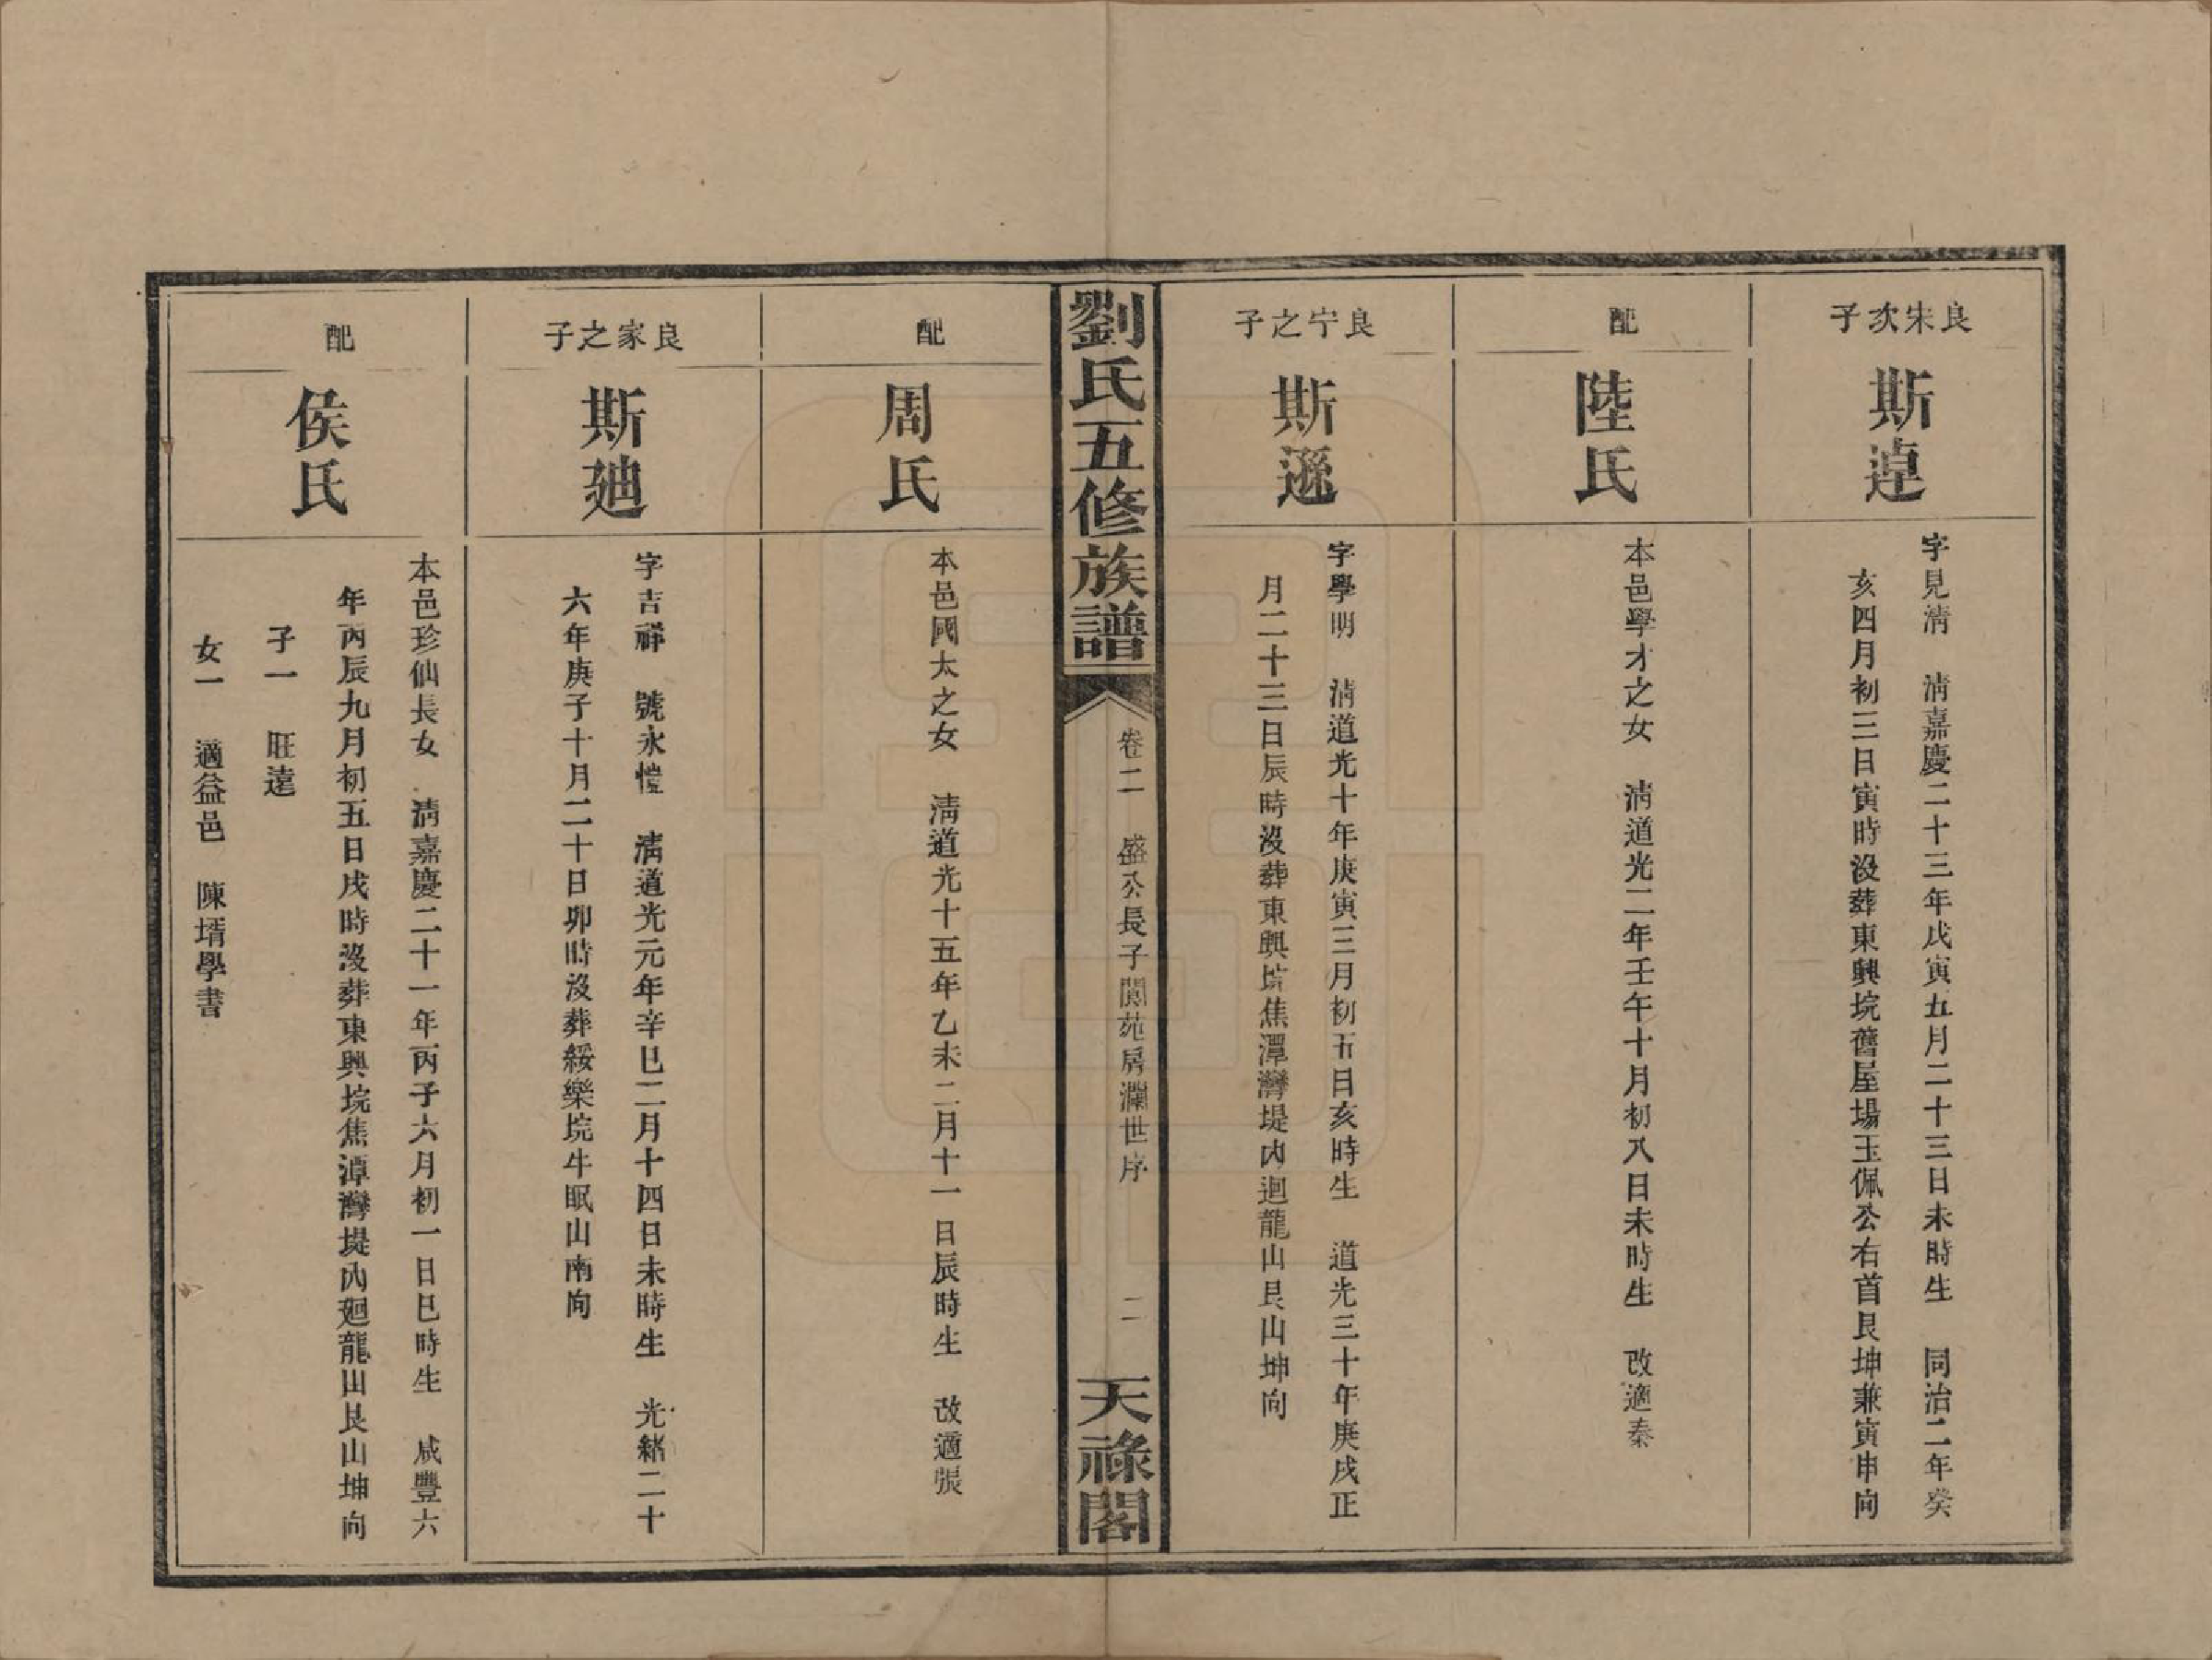 良宋次子
斯逴
字見清　清嘉慶二十三年戊寅五月二十三日未時生　同治二年癸
亥四月初三日寅時沒葬東興垸舊屋場玉佩公右首艮坤兼寅申向
配
陸氏
本邑學才之女　清道光二年壬午十月初八日未時生　改適秦
良宁之子
斯遜
字學明　清道光十年庚寅三月初五日亥時生　道光三十年庚戌正
月二十三日辰時沒葬東興垸焦潭灣堤內迴龍山艮山坤向
劉氏五修族譜
卷二　盛公長子閬苑房瀾世序　二
天祿閣
配
周氏
本邑國太之女　清道光十五年乙未二月十一日辰時生　改適張
良家之子
斯廸
字吉祥　號永愷　清道光元年辛巳二月十四日未時生　光緒二十
六年庚子十月二十日卯時沒葬綏樂垸牛眠山南向
配
侯氏
本邑珍仙長女　清嘉慶二十一年丙子六月初一日巳時生　咸豐六
年丙辰九月初五日戌時沒葬東興垸焦潭灣堤內廻龍山艮山坤向
子一　旺遠
女一　適益邑　陳壻學書